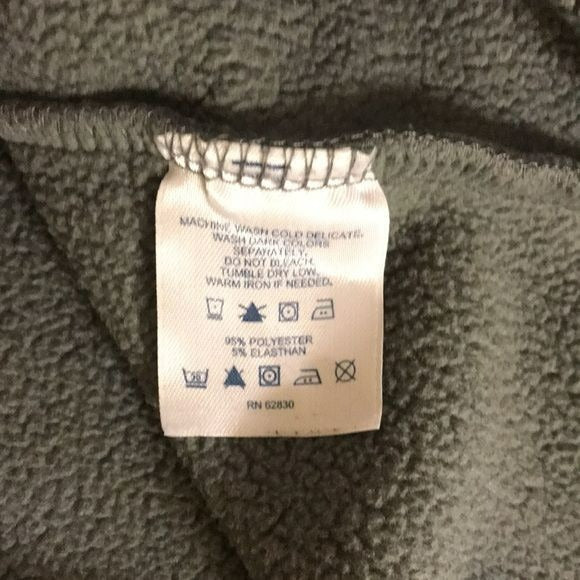 MACHINE WASH COLD DELICATE.
WASH DARK COLORS
SEPARATELY.
DO NOT BLEACH.
TUMBLE DRY LOW.
WARM IRON IF NEEDED.
95% POLYESTER
5% ELASTHAN
RN 62830